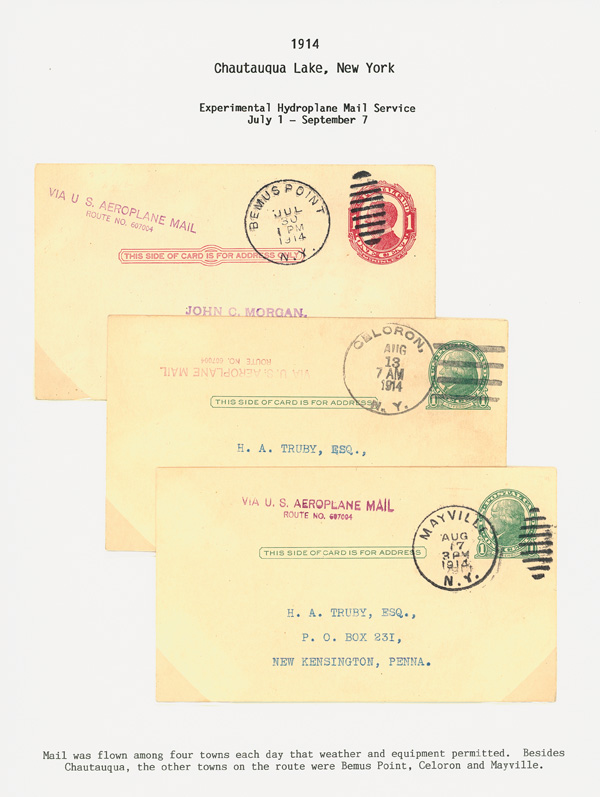 1914
Chautauqua Lake, New York
Experimental Hydroplane Mail Service
July 1 - September 7
VIA U S. AEROPLANE MAIL
ROUTE NO. 607004
BEMUS POINT
JUL
30
1 PM
1914
N.Y.
1 1
THIS SIDE OF CARD IS FOR ADDRESS ONLY
JOHN C. MORGAN.
VIA U. S. AEROPLANE MAIL
ROUTE NO. 607004
CELORON,
AUG
13
7 AM
1914
N. Y.
1
THIS SIDE OF CARD IS FOR ADDRESS
H. A. TRUBY, ESQ.,
VIA U. S. AEROPLANE MAIL
ROUTE NO. 607004
MAYVILLE
AUG
17
3 PM
1914
N.Y.
1
THIS SIDE OF CARD IS FOR ADDRESS
H. A. TRUBY, ESQ.,
P. O. BOX 231,
NEW KENSINGTON, PENNA.
Mail was flown among four towns each day that weather and equipment permitted. Besides
Chautauqua, the other towns on the route were Bemus Point, Celoron and Mayville.